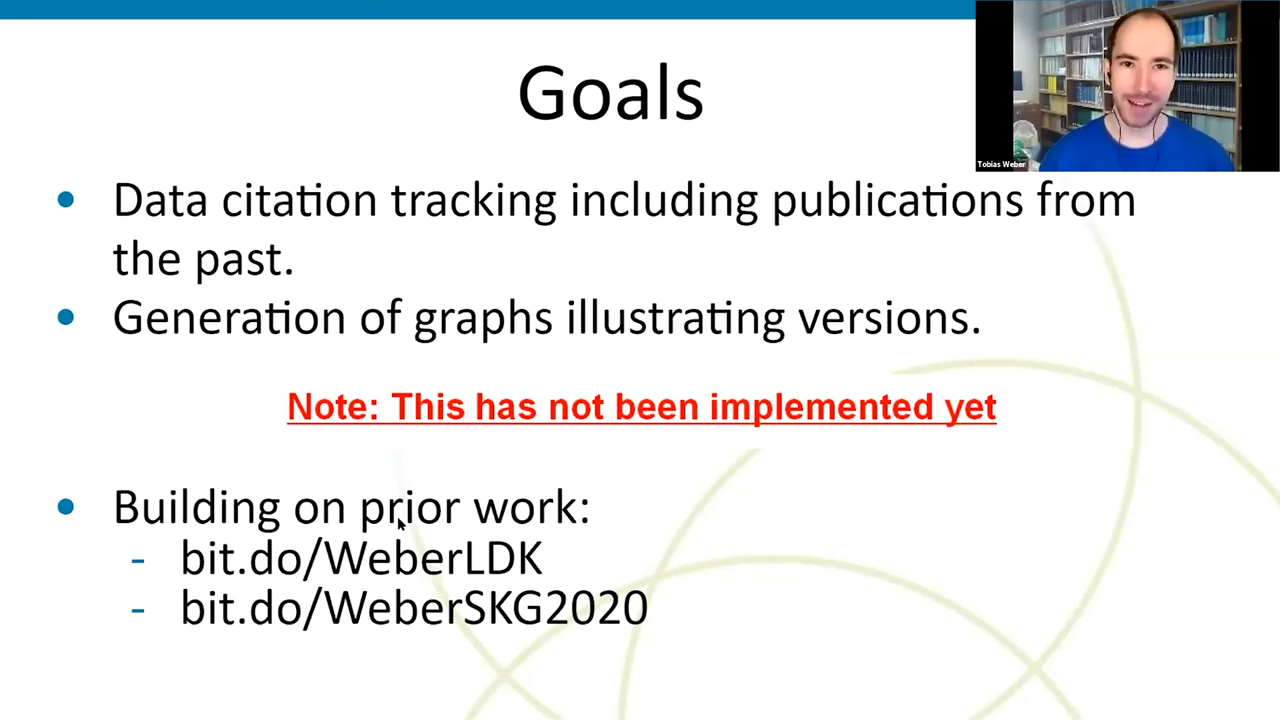 Goals
Tobias Weber
• Data citation tracking including publications from
the past.
• Generation of graphs illustrating versions.
Note: This has not been implemented yet
• Building on prior work:
- bit.do/WeberLDK
- bit.do/WeberSKG2020